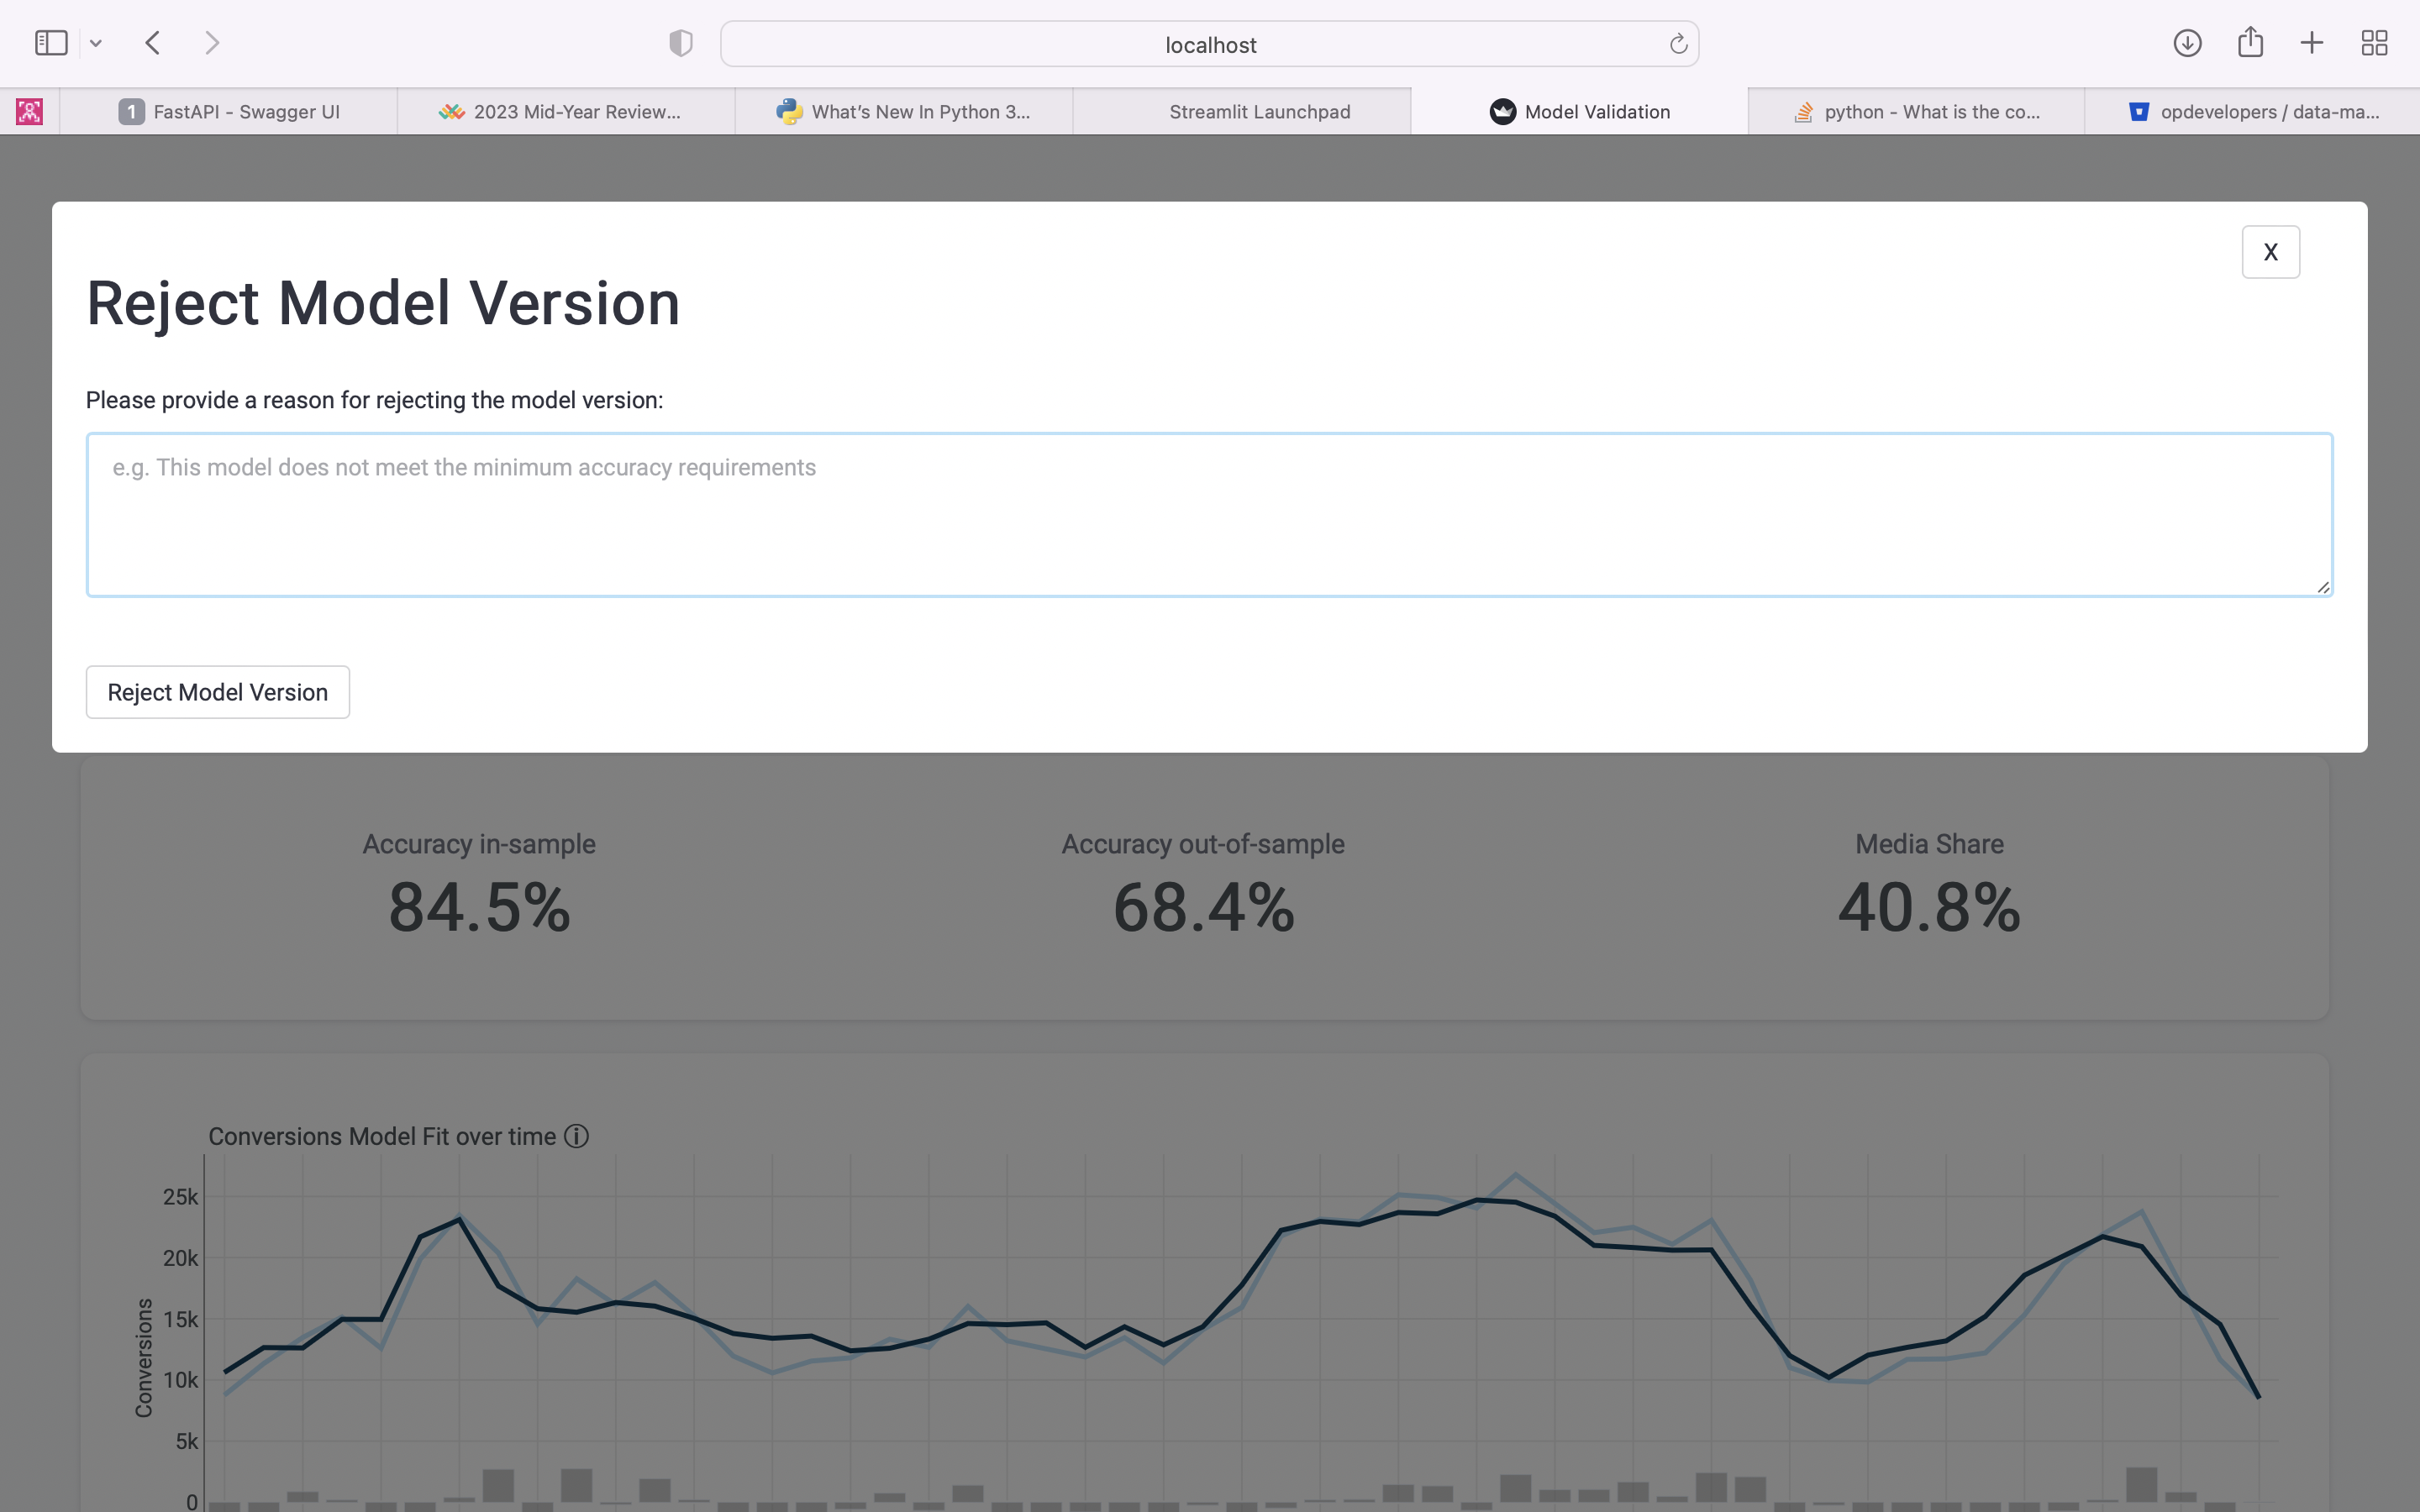 localhost
1 FastAPI - Swagger UI
2023 Mid-Year Review...
What's New In Python 3...
Streamlit Launchpad
Model Validation
python - What is the co...
opdevelopers / data-ma...
X
Reject Model Version
Please provide a reason for rejecting the model version:
e.g. This model does not meet the minimum accuracy requirements
Reject Model Version
Accuracy in-sample
84.5%
Accuracy out-of-sample
68.4%
Media Share
40.8%
Conversions Model Fit over time
Conversions
25k
20k
15k
10k
5k
0